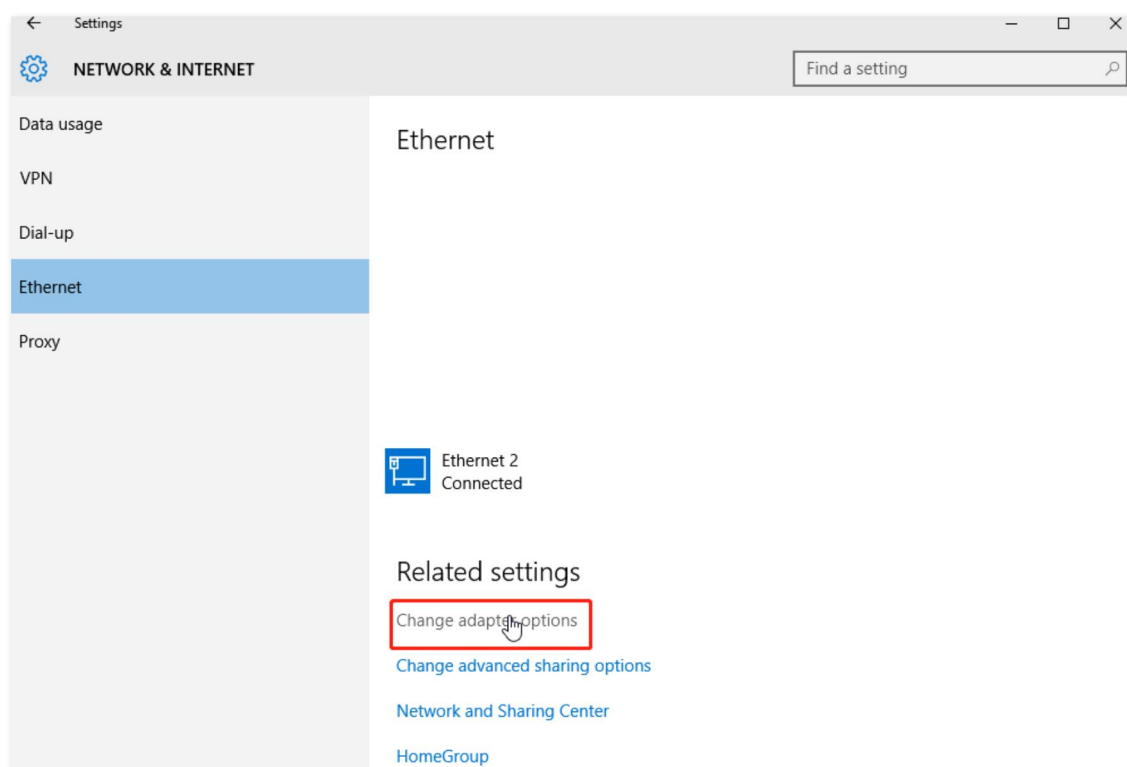 Settings
NETWORK & INTERNET
Find a setting
Data usage
VPN
Dial-up
Ethernet
Proxy
Ethernet
Ethernet 2
Connected
Related settings
Change adapter options
Change advanced sharing options
Network and Sharing Center
HomeGroup